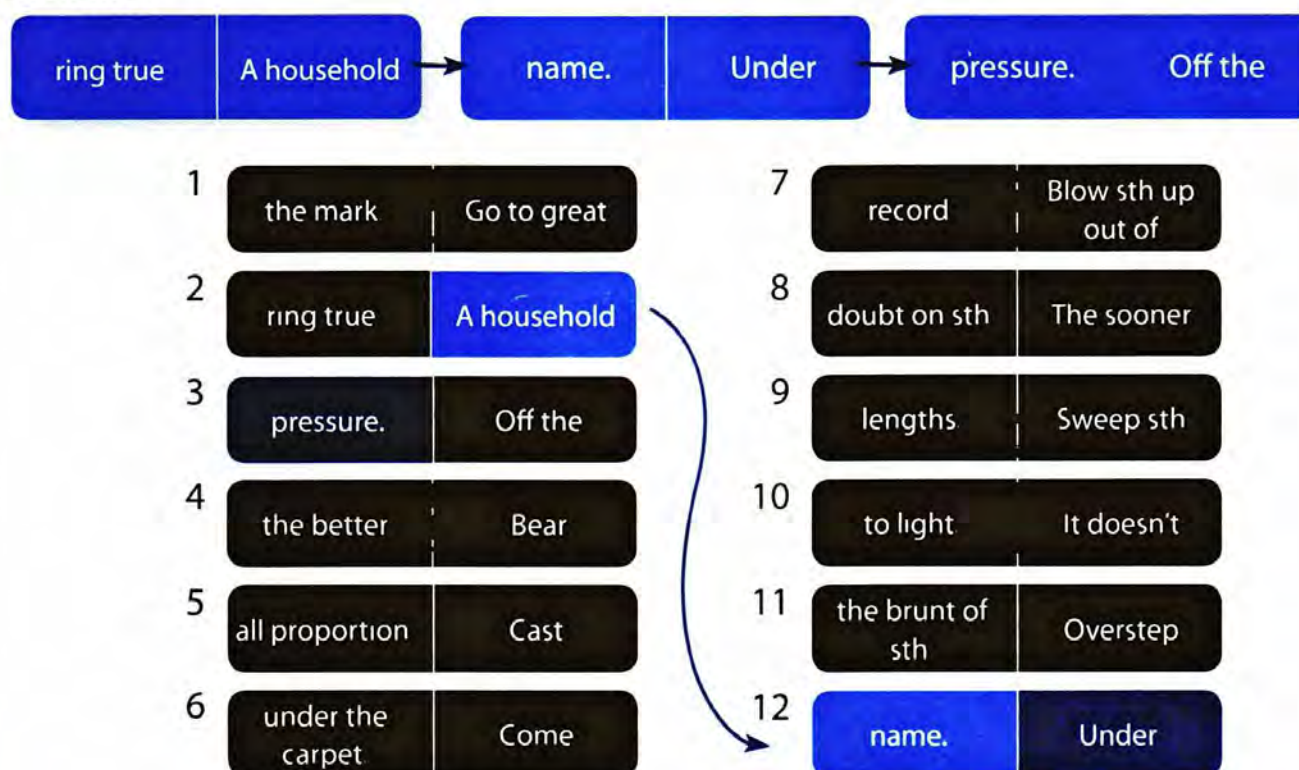 ring true A household name. Under pressure. Off the
1 the mark Go to great
2 ring true A household
3 pressure. Off the
4 the better Bear
5 all proportion Cast
6 under the
carpet Come
7 record Blow sth up
out of
8 doubt on sth The sooner
9 lengths Sweep sth
10 to light It doesn't
11 the brunt of
sth Overstep
12 name. Under